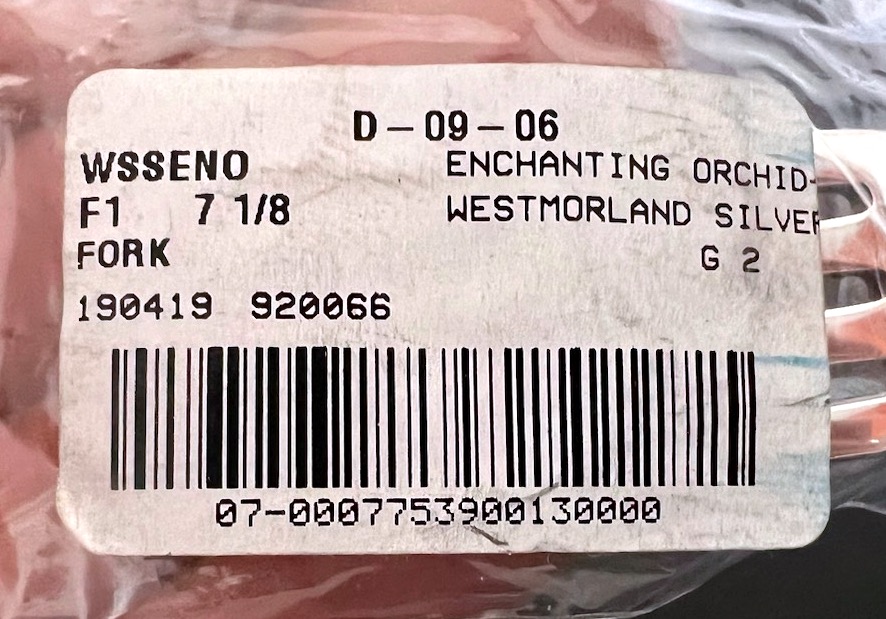 D-09-06
WSSENO ENCHANTING ORCHID-
F1 7 1/8 WESTMORLAND SILVER
FORK G 2
190419 920066
07-0007753900130000